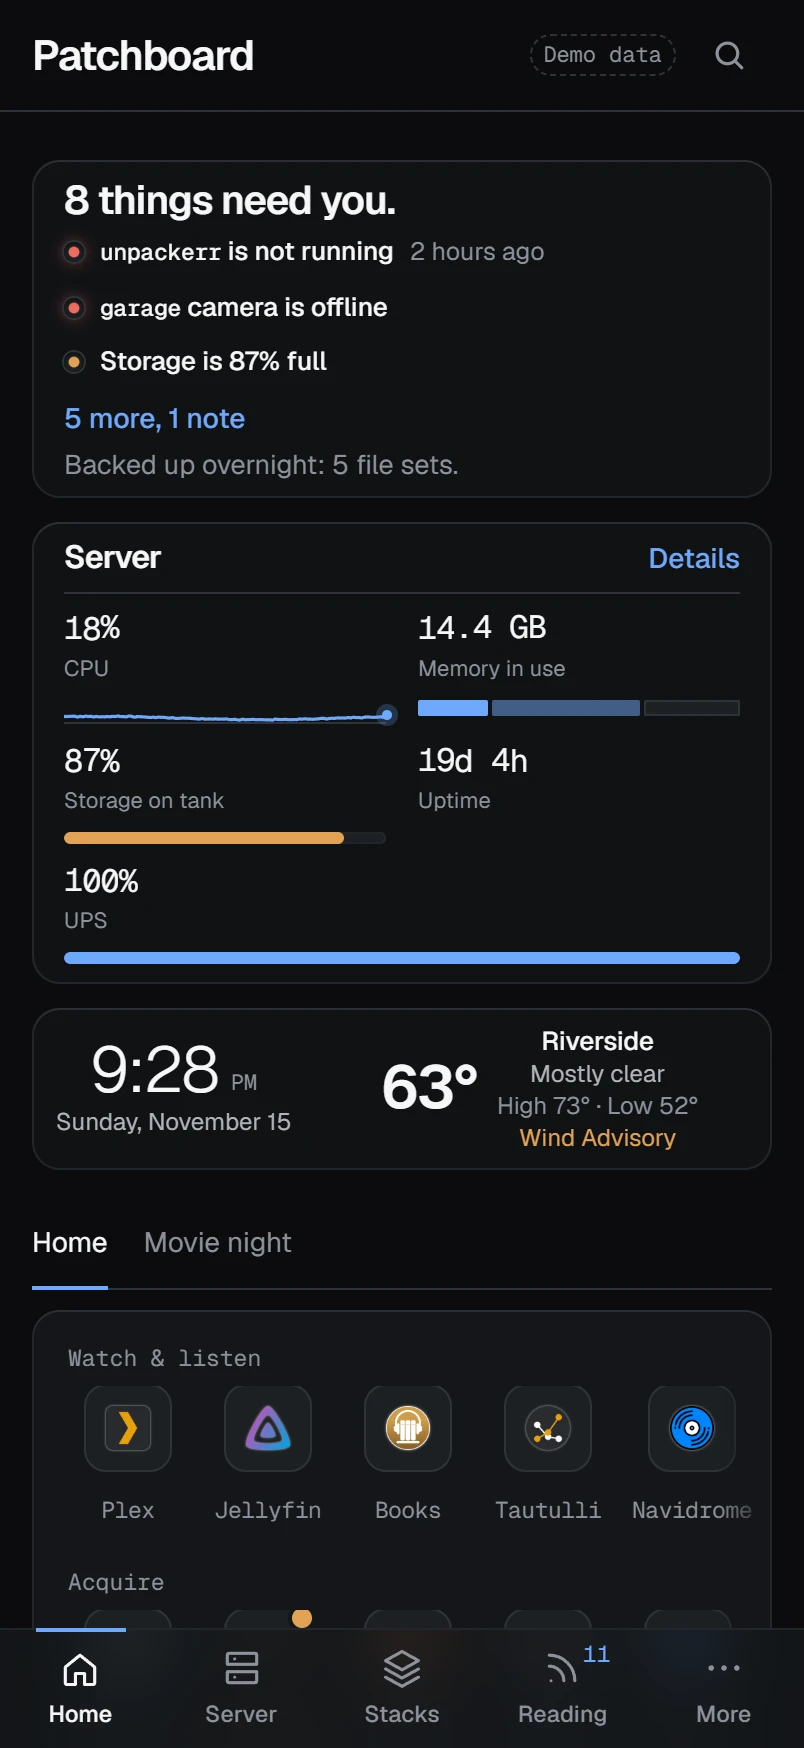 Patchboard
Demo data
8 things need you.
unpackerr is not running 2 hours ago
garage camera is offline
Storage is 87% full
5 more, 1 note
Backed up overnight: 5 file sets.
Server
Details
18%
CPU
14.4 GB
Memory in use
87%
Storage on tank
19d 4h
Uptime
100%
UPS
9:28 PM
Sunday, November 15
63°
Riverside
Mostly clear
High 73° · Low 52°
Wind Advisory
Home
Movie night
Watch & listen
Plex
Jellyfin
Books
Tautulli
Navidrome
Acquire
Home
Server
Stacks
11
Reading
More